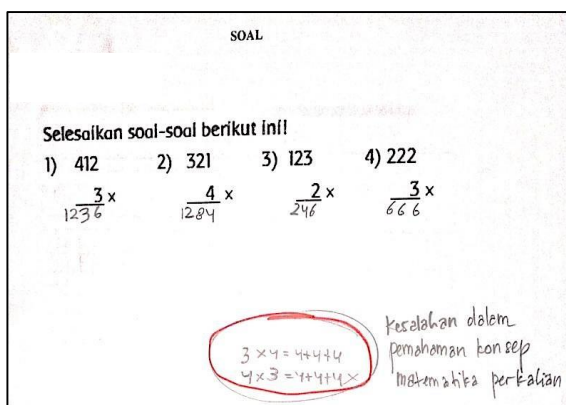 SOAL
Selesaikan soal-soal berikut ini!
1) 412 2) 321 3) 123 4) 222
3 x 4 x 2 x 3 x
1236 1284 246 666
3 x 4 = 4+4+4
4 x 3 = 4+4+4 x
kesalahan dalam
pemahaman konsep
matematika perkalian